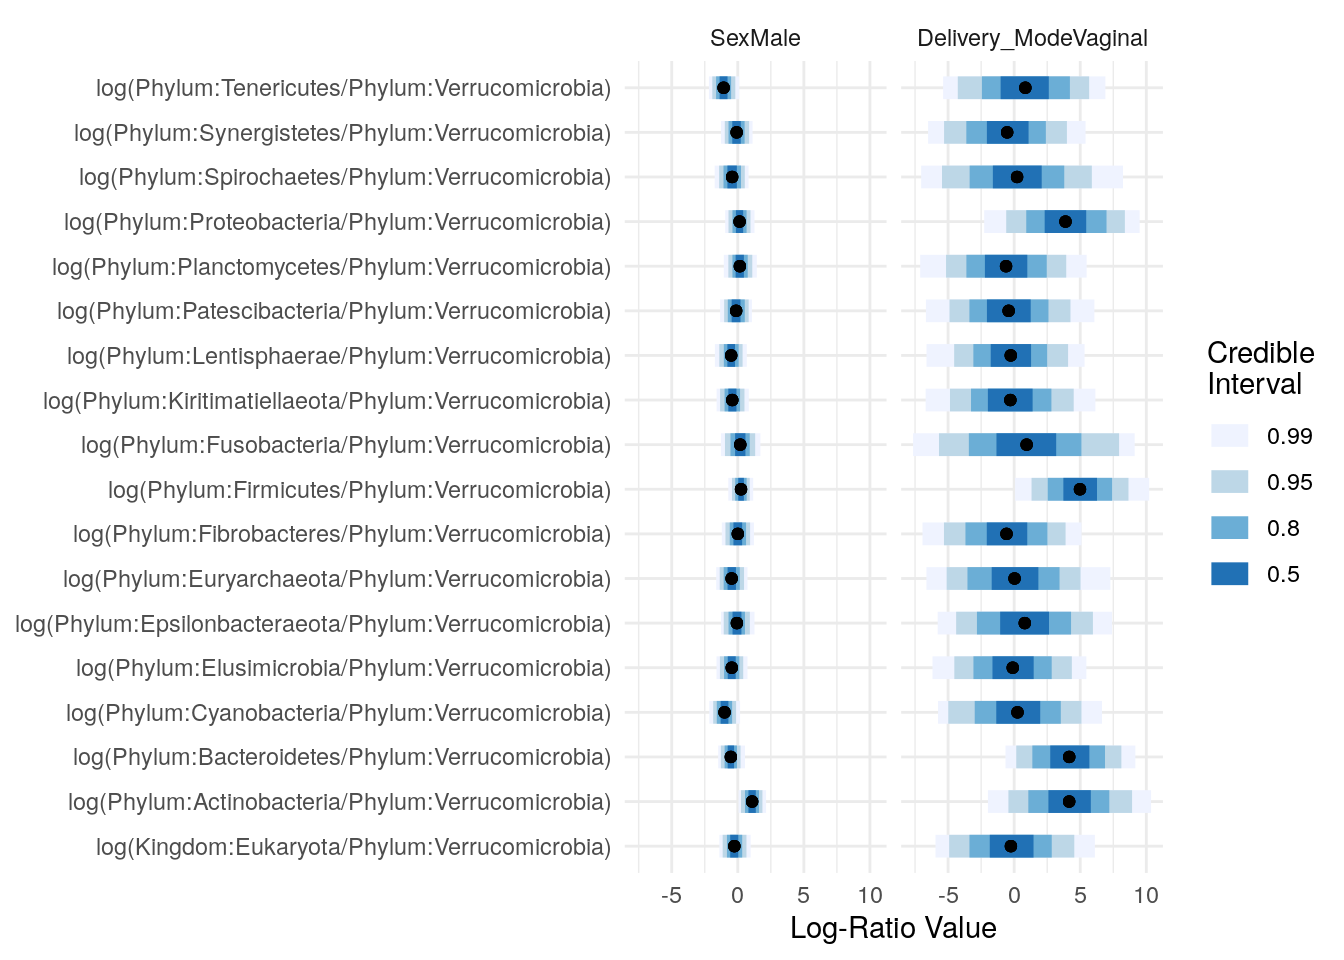 SexMale
Delivery_ModeVaginal
log(Phylum:Tenericutes/Phylum:Verrucomicrobia)
log(Phylum:Synergistetes/Phylum:Verrucomicrobia)
log(Phylum:Spirochaetes/Phylum:Verrucomicrobia)
log(Phylum:Proteobacteria/Phylum:Verrucomicrobia)
log(Phylum:Planctomycetes/Phylum:Verrucomicrobia)
log(Phylum:Patescibacteria/Phylum:Verrucomicrobia)
log(Phylum:Lentisphaerae/Phylum:Verrucomicrobia)
log(Phylum:Kiritimatiellaeota/Phylum:Verrucomicrobia)
log(Phylum:Fusobacteria/Phylum:Verrucomicrobia)
log(Phylum:Firmicutes/Phylum:Verrucomicrobia)
log(Phylum:Fibrobacteres/Phylum:Verrucomicrobia)
log(Phylum:Euryarchaeota/Phylum:Verrucomicrobia)
log(Phylum:Epsilonbacteraeota/Phylum:Verrucomicrobia)
log(Phylum:Elusimicrobia/Phylum:Verrucomicrobia)
log(Phylum:Cyanobacteria/Phylum:Verrucomicrobia)
log(Phylum:Bacteroidetes/Phylum:Verrucomicrobia)
log(Phylum:Actinobacteria/Phylum:Verrucomicrobia)
log(Kingdom:Eukaryota/Phylum:Verrucomicrobia)
-5 0 5 10
-5 0 5 10
Log-Ratio Value
Credible
Interval
0.99
0.95
0.8
0.5